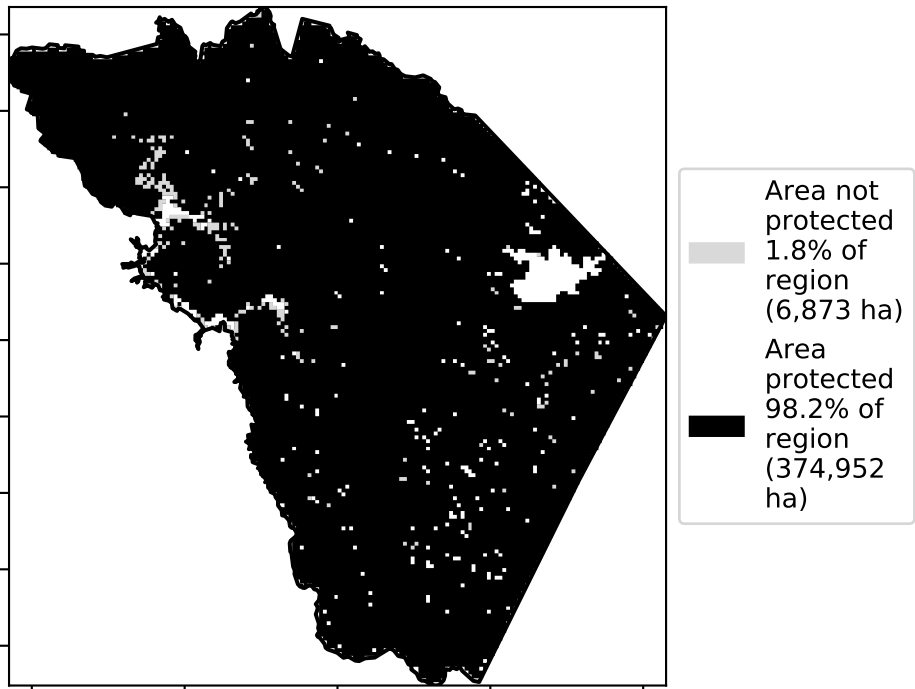 Area not
protected
1.8% of
region
(6,873 ha)
Area
protected
98.2% of
region
(374,952
ha)